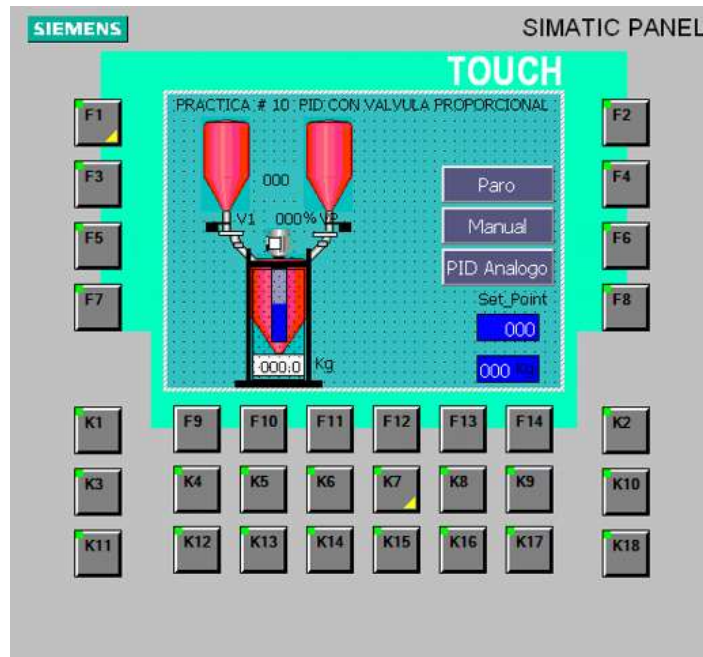 SIEMENS
SIMATIC PANEL
TOUCH
PRACTICA # 10 PID CON VALVULA PROPORCIONAL
F1
F2
F3
000
Paro
F4
V1
000%
VP
Manual
F5
F6
PID Analogo
F7
Set_Point
F8
000
000.0
Kg
000
K1
F9
F10
F11
F12
F13
F14
K2
K3
K4
K5
K6
K7
K8
K9
K10
K11
K12
K13
K14
K15
K16
K17
K18